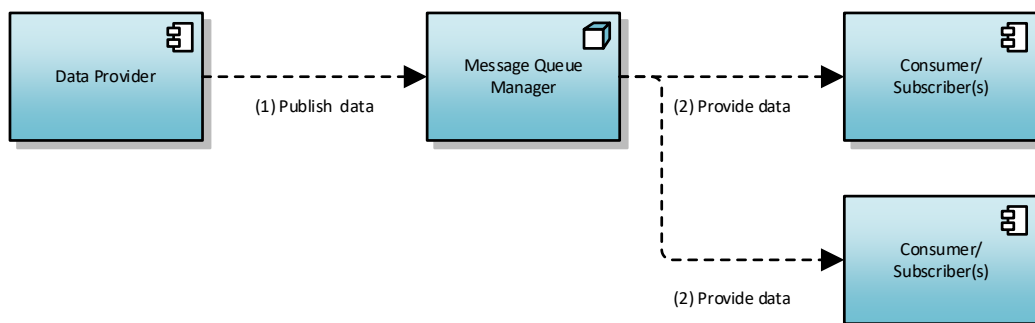 Data Provider
(1) Publish data
Message Queue
Manager
(2) Provide data
Consumer/
Subscriber(s)
Consumer/
Subscriber(s)
(2) Provide data